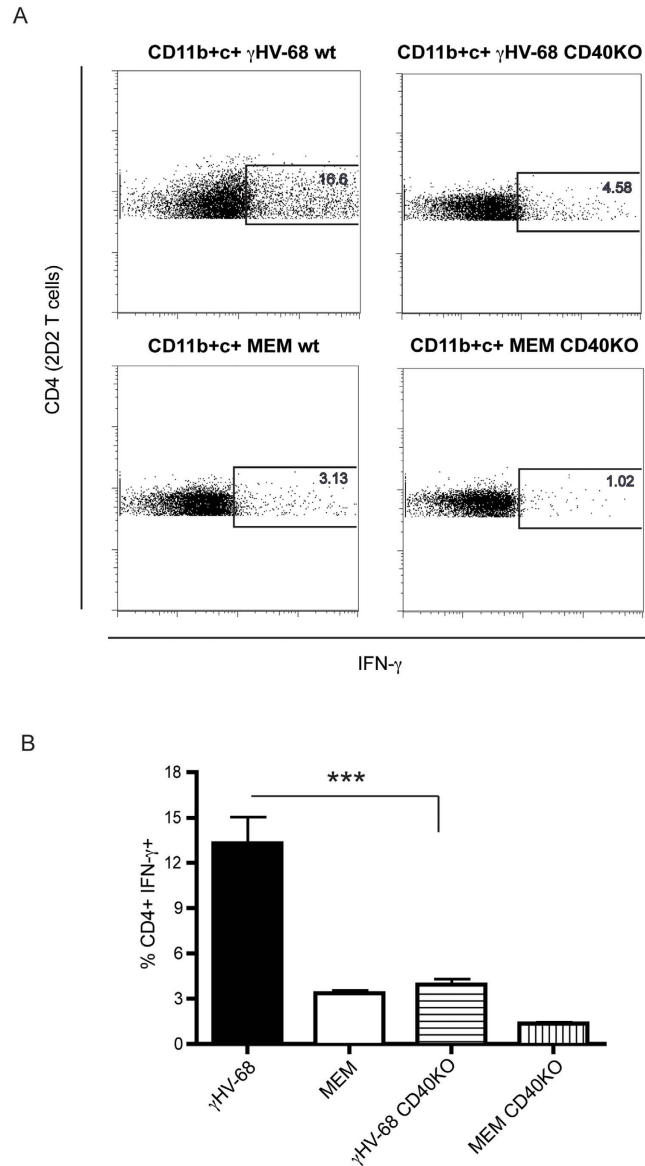 A
CD11b+c+ γHV-68 wt
CD11b+c+ γHV-68 CD40KO
16.6
4.58
CD11b+c+ MEM wt
CD11b+c+ MEM CD40KO
3.13
1.02
CD4 (2D2 T cells)
IFN-γ
B
***
18
15
12
9
6
3
0
% CD4+ IFN-γ+
γHV-68
MEM
γHV-68 CD40KO
MEM CD40KO